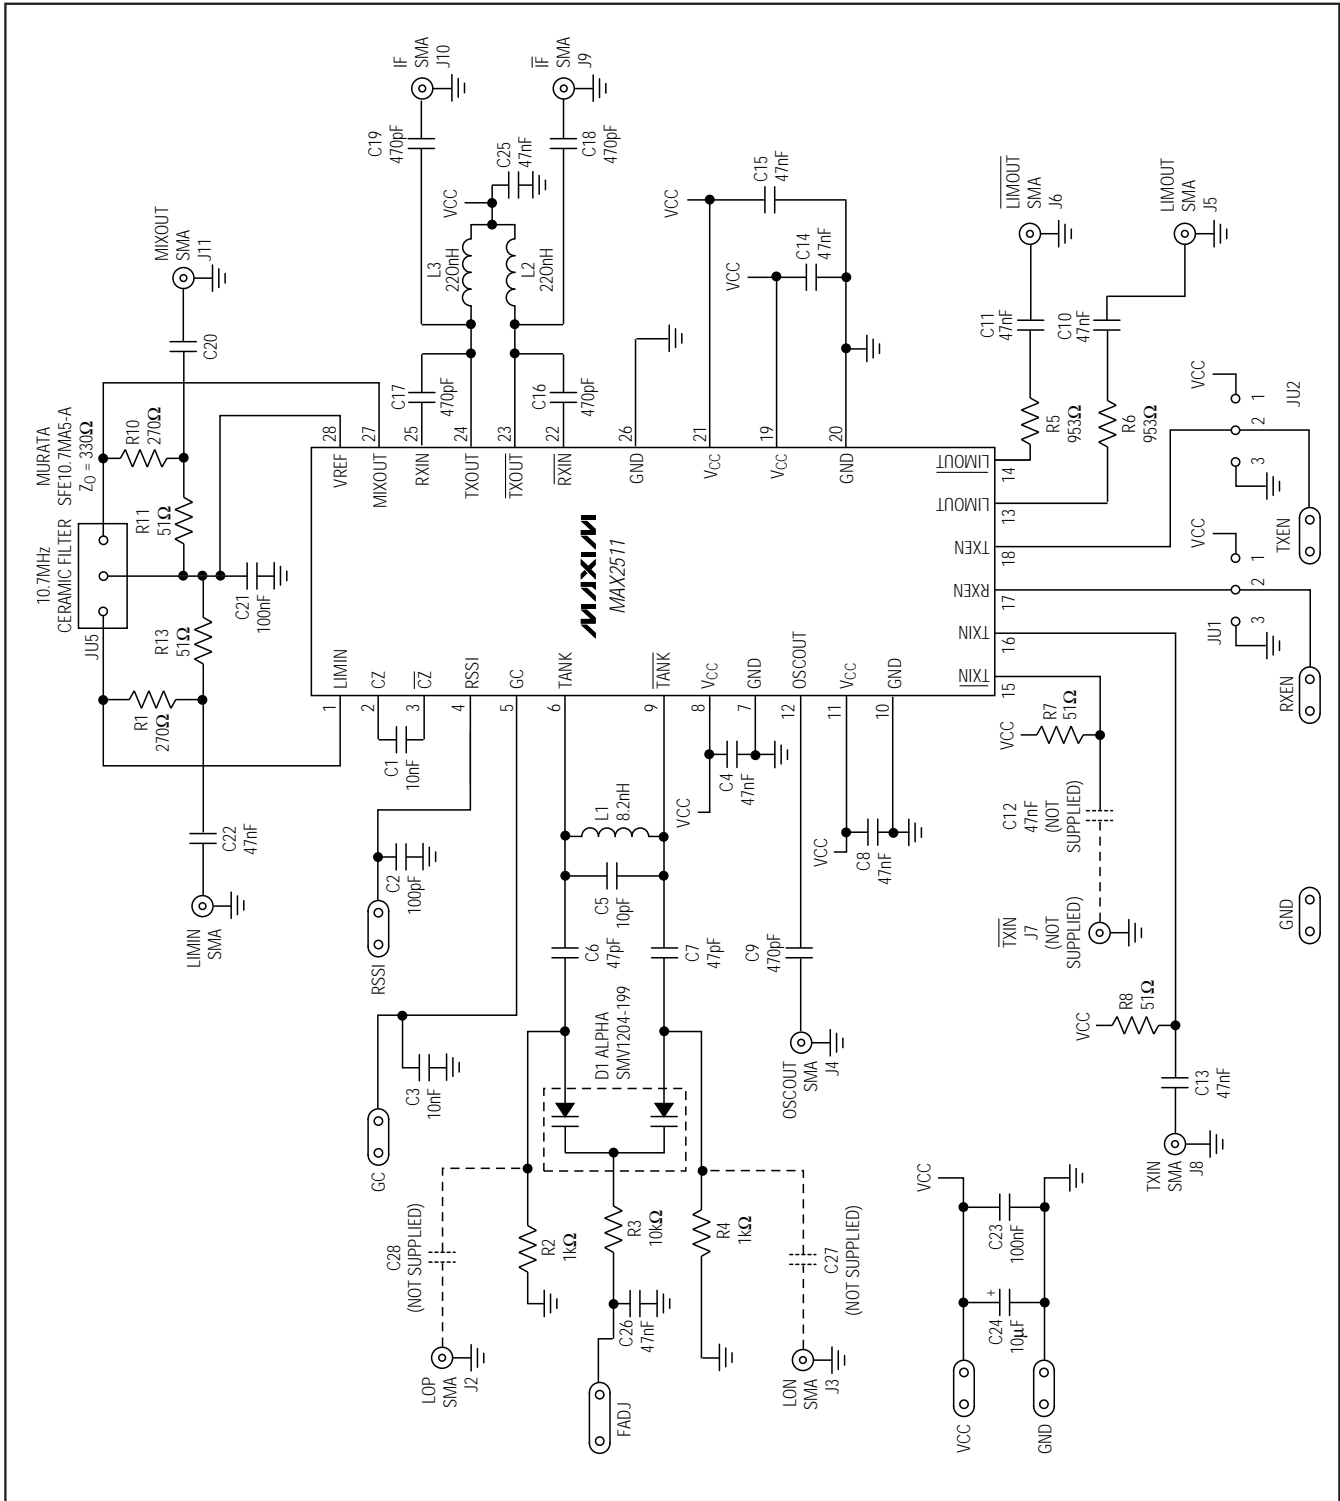 MURATA
SFE10.7MA5-A
Z0 = 330Ω
10.7MHz
CERAMIC FILTER
JU5
R10
270Ω
R11
51Ω
R13
51Ω
R1
270Ω
C21
100nF
C22
47nF
LIMIN
SMA
MIXOUT
SMA
J11
C20
C19
470pF
IF
SMA
J10
I̅F̅
SMA
J9
C18
470pF
C25
47nF
VCC
L3
220nH
L2
220nH
C17
470pF
C16
470pF
VCC
C15
47nF
VCC
C14
47nF
28
27
25
24
23
22
26
21
19
20
VREF
MIXOUT
RXIN
TXOUT
T̅X̅O̅U̅T̅
R̅X̅I̅N̅
GND
VCC
VCC
GND
MAXIM
MAX2511
LIMIN
CZ
C̅Z̅
RSSI
GC
TANK
T̅A̅N̅K̅
VCC
GND
OSCOUT
VCC
GND
1
2
3
4
5
6
9
8
7
12
11
10
L̅I̅M̅O̅U̅T̅
LIMOUT
TXEN
RXEN
TXIN
T̅X̅I̅N̅
14
13
18
17
16
15
L̅I̅M̅O̅U̅T̅
SMA
J6
LIMOUT
SMA
J5
C11
47nF
C10
47nF
R5
953Ω
R6
953Ω
VCC
JU2
1
2
3
TXEN
VCC
JU1
1
2
3
RXEN
GND
C1
10nF
C2
100pF
RSSI
GC
C3
10nF
L1
8.2nH
C5
10pF
C6
47pF
C7
47pF
D1 ALPHA
SMV1204-199
VCC
C4
47nF
VCC
C8
47nF
C9
470pF
OSCOUT
SMA
J4
VCC
R7
51Ω
C12
47nF
(NOT
SUPPLIED)
T̅X̅I̅N̅
J7
(NOT
SUPPLIED)
VCC
R8
51Ω
C13
47nF
TXIN
SMA
J8
C28
(NOT SUPPLIED)
LOP
SMA
J2
R2
1kΩ
R3
10kΩ
R4
1kΩ
C26
47nF
FADJ
C27
(NOT SUPPLIED)
LON
SMA
J3
VCC
C23
100nF
+
C24
10µF
VCC
GND